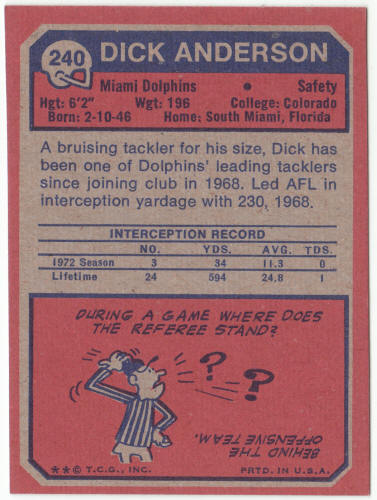 240 DICK ANDERSON
Miami Dolphins • Safety
Hgt: 6'2" Wgt: 196 College: Colorado
Born: 2-10-46 Home: South Miami, Florida
A bruising tackler for his size, Dick has
been one of Dolphins' leading tacklers
since joining club in 1968. Led AFL in
interception yardage with 230, 1968.
INTERCEPTION RECORD
NO. YDS. AVG. TDS.
1972 Season 3 34 11.3 0
Lifetime 24 594 24.8 1
DURING A GAME WHERE DOES
THE REFEREE STAND?
? ?
BEHIND THE
OFFENSIVE TEAM.
**© T.C.G., INC. PRTD. IN U.S.A.